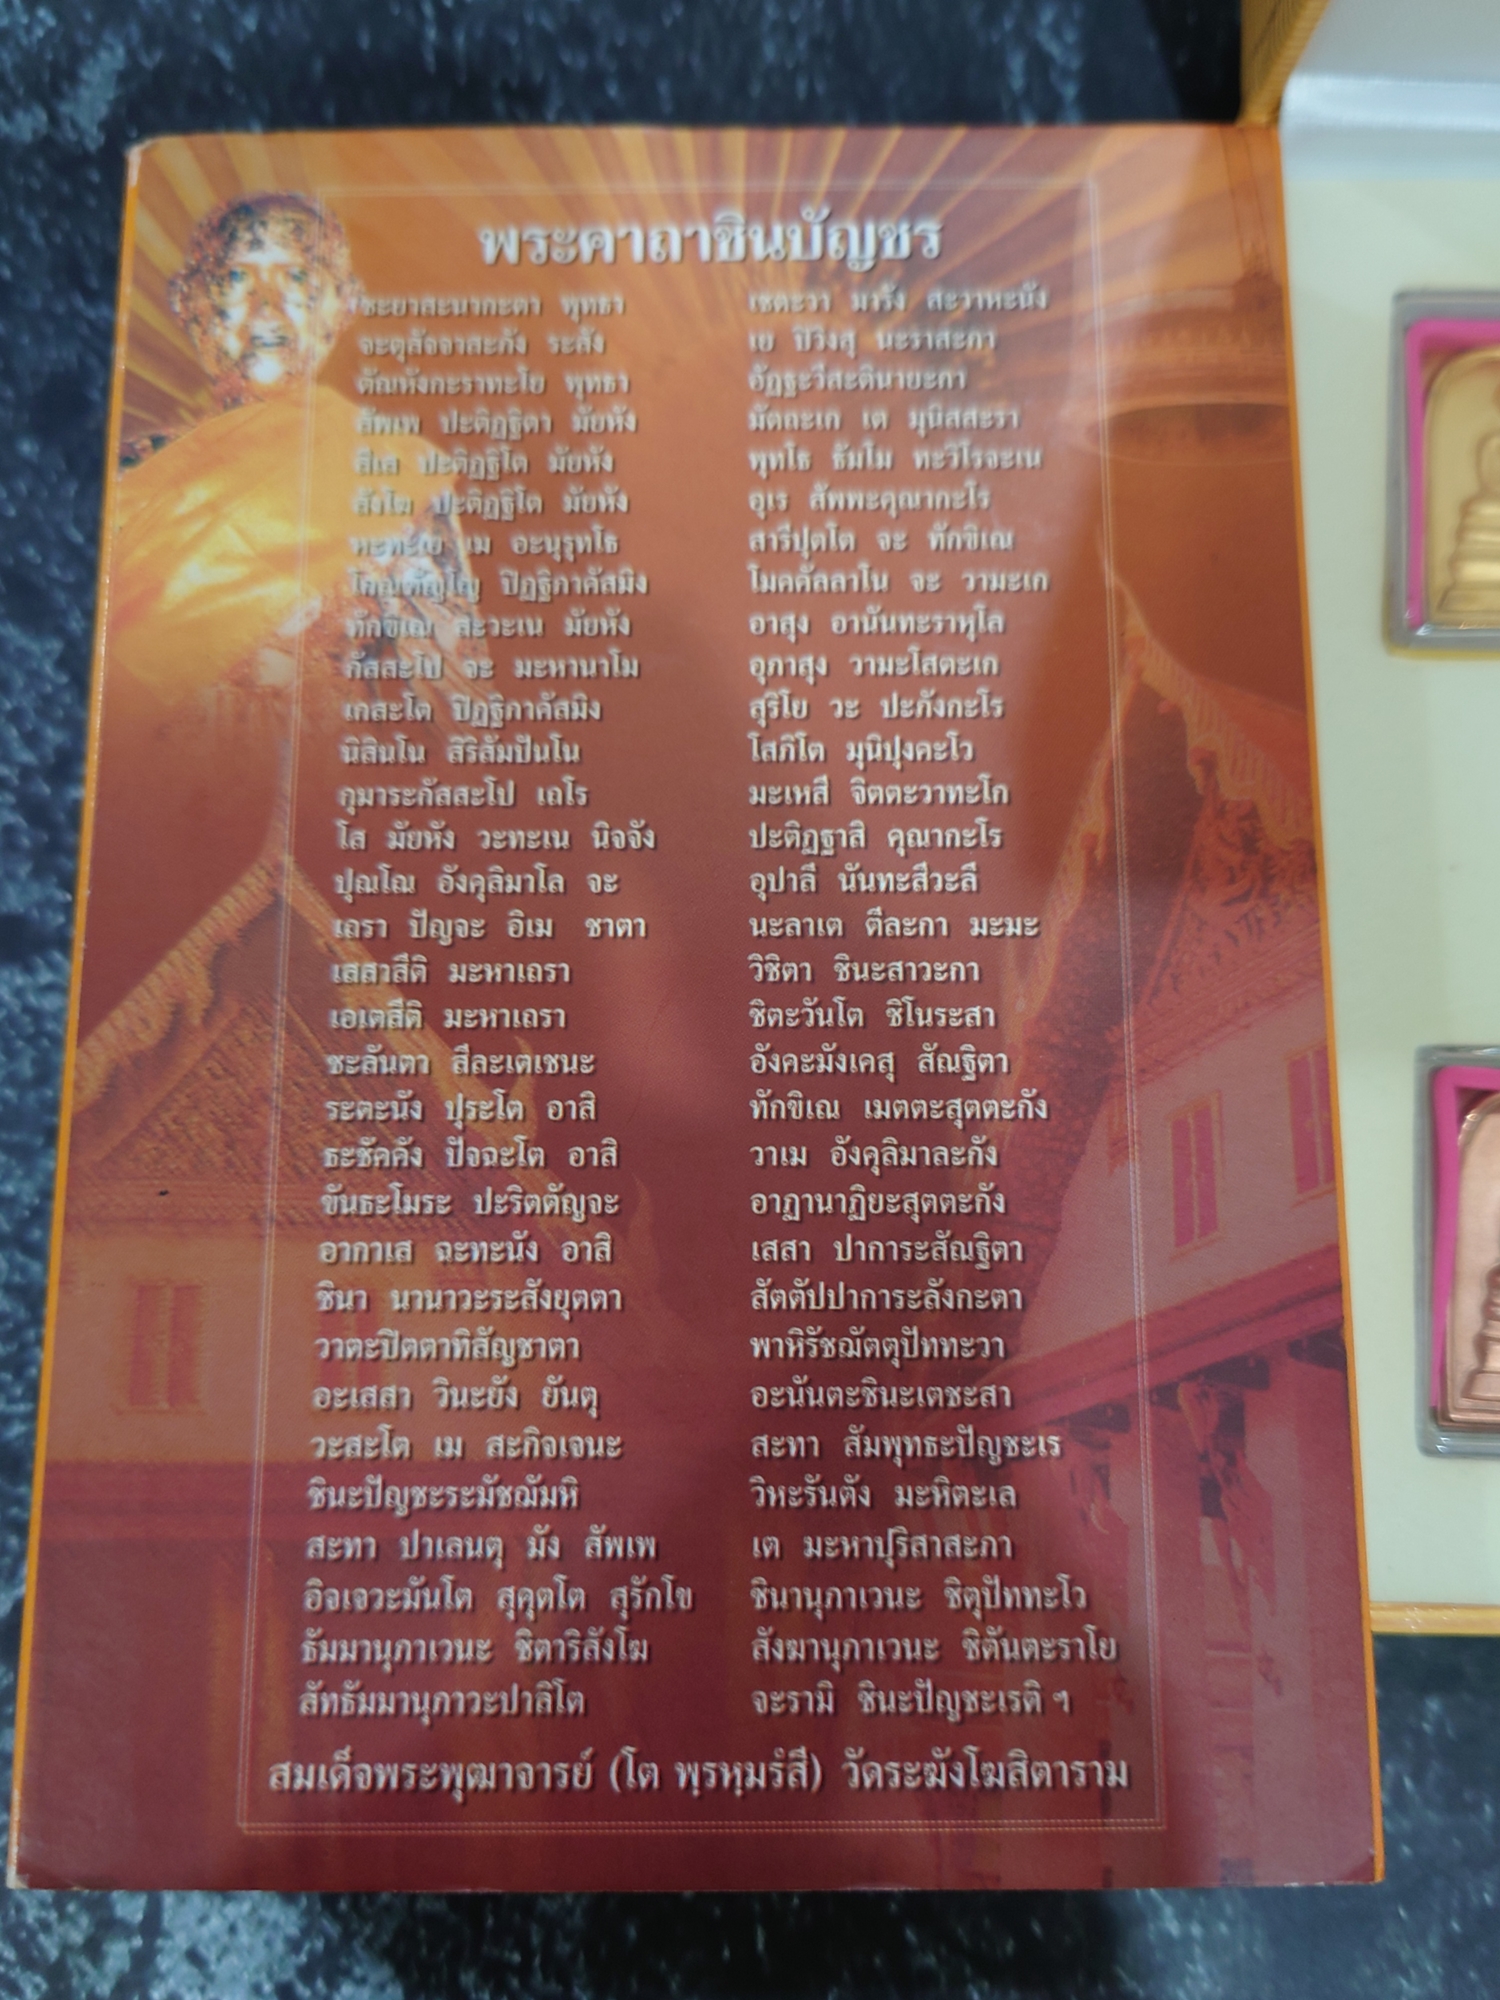 พระคาถาชินบัญชร
ชะยาสะนากะตา พุทธา เชตะวา มารัง สะวาหะนัง
จะตุสัจจาสะภัง ระสัง เย ปิวิงสุ นะราสะภา
ตัณหังกะราทะโย พุทธา อัฏฐะวีสะตินายะกา
สัพเพ ปะติฏฐิตา มัยหัง มัตถะเก เต มุนิสสะรา
สีเส ปะติฏฐิโต มัยหัง พุทโธ ธัมโม ทะวิโรจะเน
สังโฆ ปะติฏฐิโต มัยหัง อุเร สัพพะคุณากะโร
หะทะเย เม อะนุรุทโธ สารีปุตโต จะ ทักขิเณ
โกณฑัญโญ ปิฏฐิภาคัสมิง โมคคัลลาโน จะ วามะเก
ทักขิเณ สะวะเน มัยหัง อาสุง อานันทะราหุโล
กัสสะโป จะ มะหานาโม อุภาสุง วามะโสตะเก
เกสะโต ปิฏฐิภาคัสมิง สุริโย วะ ปะภังกะโร
นิสินโน สิริสัมปันโน โสภิโต มุนิปุงคะโว
กุมาระกัสสะโป เถโร มะเหสี จิตตะวาทะโก
โส มัยหัง วะทะเน นิจจัง ปะติฏฐาสิ คุณากะโร
ปุณโณ อังคุลิมาโล จะ อุปาลี นันทะสีวะลี
เถรา ปัญจะ อิเม ชาตา นะลาเต ตีละกา มะมะ
เสสาสีติ มะหาเถรา วิชิตา ชินะสาวะกา
เอเตสีติ มะหาเถรา ชิตะวันโต ชิโนระสา
ชะลันตา สีละเตเชนะ อังคะมังเคสุ สัณฐิตา
ระตะนัง ปุระโต อาสิ ทักขิเณ เมตตะสุตตะกัง
ธะชัคคัง ปัจฉะโต อาสิ วาเม อังคุลิมาละกัง
ขันธะโมระ ปะริตตัญจะ อาฏานาฏิยะสุตตะกัง
อากาเส ฉะทะนัง อาสิ เสสา ปาการะสัณฐิตา
ชินา นานาวะระสังยุตตา สัตตัปปาการะลังกะตา
วาตะปิตตาทิสัญชาตา พาหิรัชฌัตตุปัททะวา
อะเสสา วินะยัง ยันตุ อะนันตะชินะเตชะสา
วะสะโต เม สะกิจเจนะ สะทา สัมพุทธะปัญชะเร
ชินะปัญชะระมัชฌัมหิ วิหะรันตัง มะหิตะเล
สะทา ปาเลนตุ มัง สัพเพ เต มะหาปุริสาสะภา
อิจเจวะมันโต สุคุตโต สุรักโข ชินานุภาเวนะ ชิตุปัททะโว
ธัมมานุภาเวนะ ชิตาริสังโฆ สังฆานุภาเวนะ ชิตันตะราโย
สัทธัมมานุภาวะปาลิโต จะรามิ ชินะปัญชะเรติ ฯ
สมเด็จพระพุฒาจารย์ (โต พฺรหฺมรํสี) วัดระฆังโฆสิตาราม